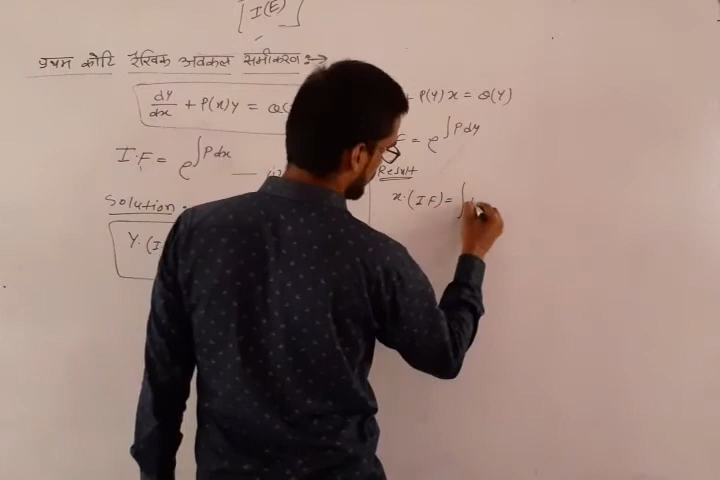 [I(E)]
प्रथम कोटि रैखिक अवकल समीकरण :→
dy/dx + P(x)y = Q(
+ P(y)x = Q(y)
I.F = e^∫Pdx
F = e^∫Pdy
Result
x.(IF) = ∫
Solution
Y.(I